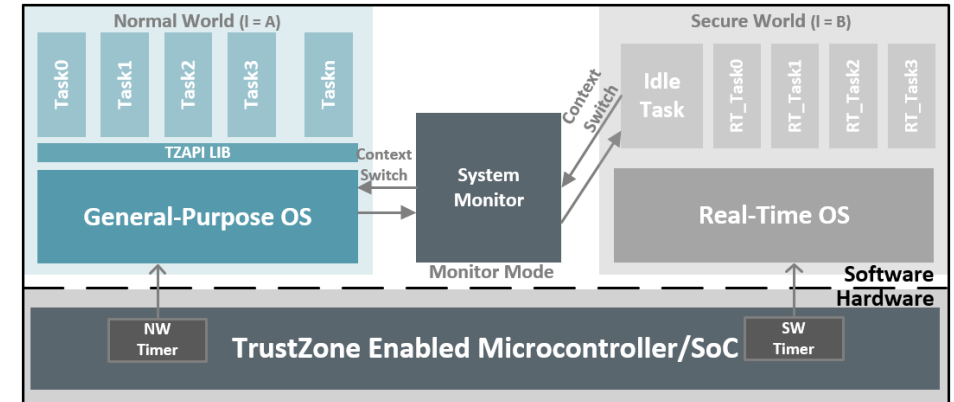 Normal World (I = A)
Secure World (I = B)
Task0
Task1
Task2
Task3
Taskn
TZAPI LIB
General-Purpose OS
Context
Switch
System
Monitor
Monitor Mode
Context
Switch
Idle
Task
RT_Task0
RT_Task1
RT_Task2
RT_Task3
Real-Time OS
Software
Hardware
NW
Timer
TrustZone Enabled Microcontroller/SoC
SW
Timer